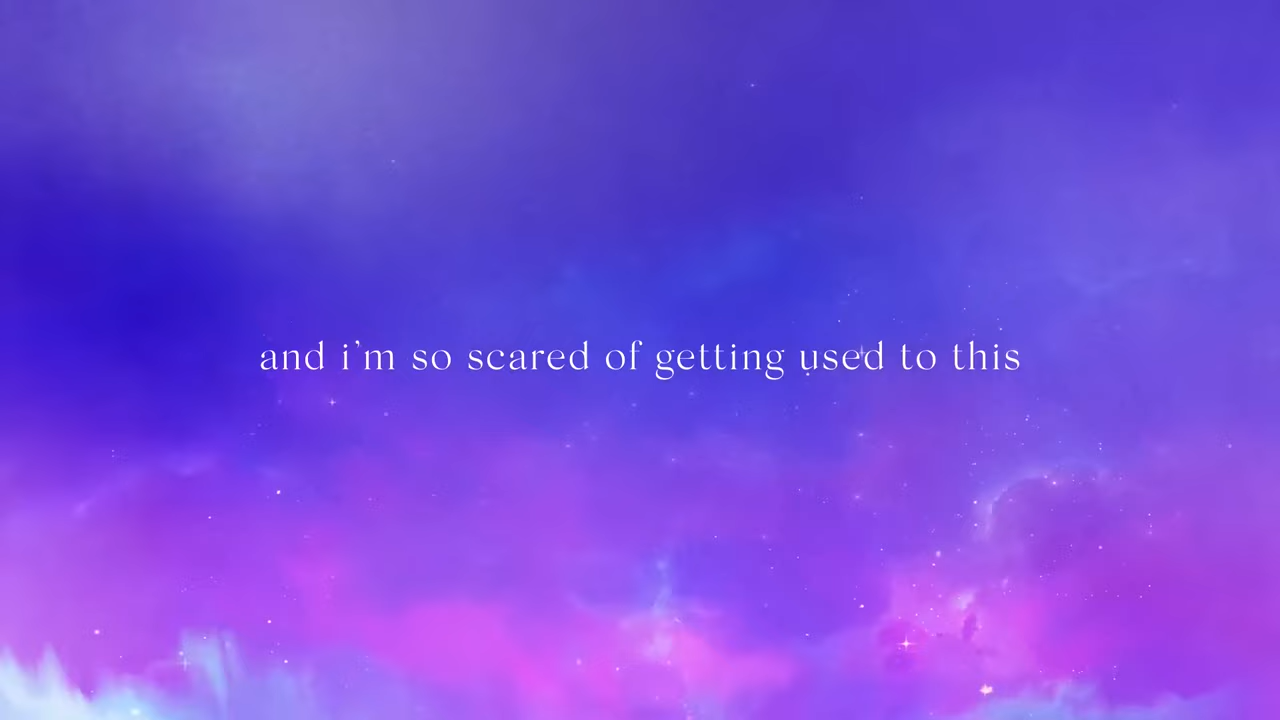 and i’m so scared of getting used to this